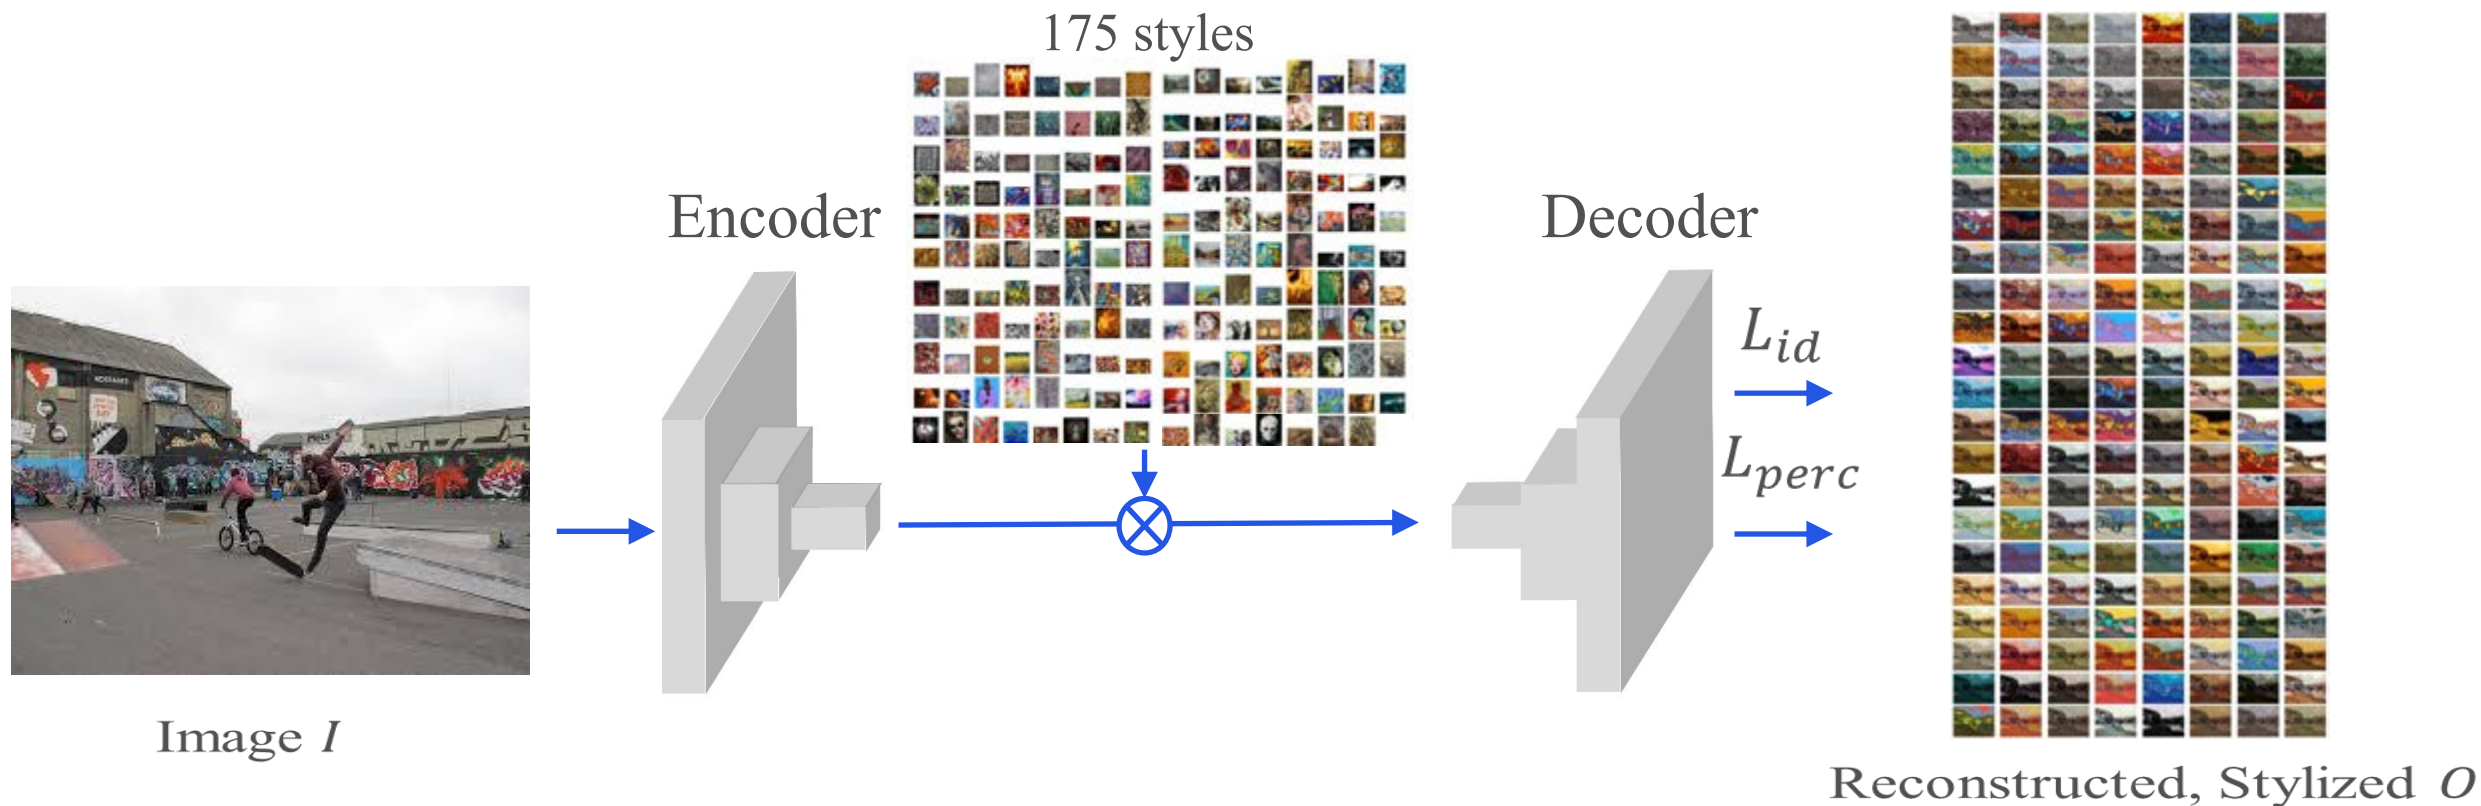 175 styles
Encoder
Decoder
L_id
L_perc
Image I
Reconstructed, Stylized O